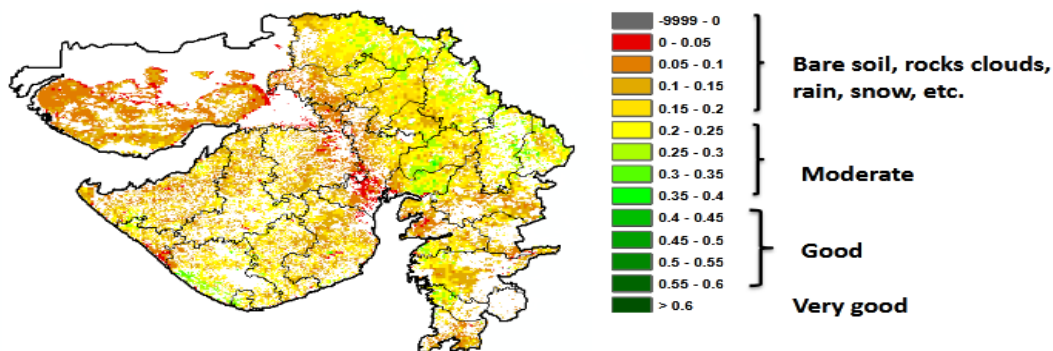 -9999 - 0
0 - 0.05
0.05 - 0.1
0.1 - 0.15
0.15 - 0.2
0.2 - 0.25
0.25 - 0.3
0.3 - 0.35
0.35 - 0.4
0.4 - 0.45
0.45 - 0.5
0.5 - 0.55
0.55 - 0.6
> 0.6
Bare soil, rocks clouds,
rain, snow, etc.
Moderate
Good
Very good